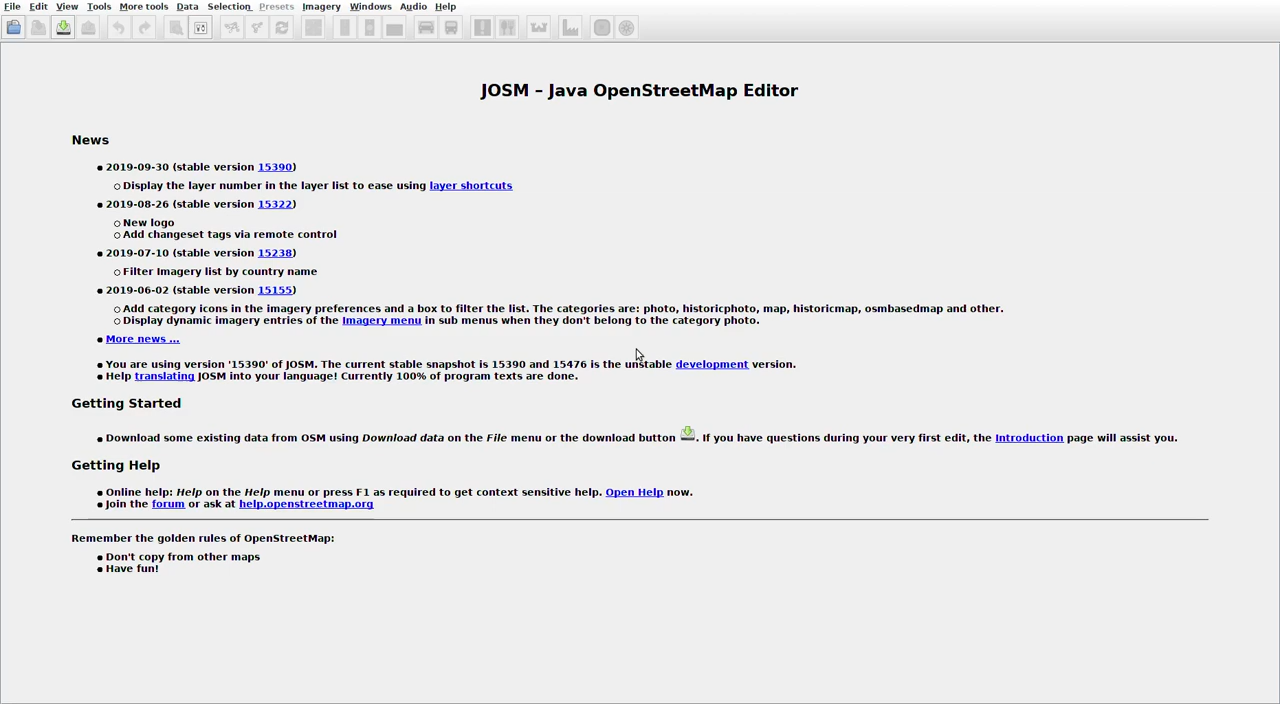 File Edit View Tools More tools Data Selection Presets Imagery Windows Audio Help
JOSM – Java OpenStreetMap Editor
News
2019-09-30 (stable version 15390)
Display the layer number in the layer list to ease using layer shortcuts
2019-08-26 (stable version 15322)
New logo
Add changeset tags via remote control
2019-07-10 (stable version 15238)
Filter Imagery list by country name
2019-06-02 (stable version 15155)
Add category icons in the imagery preferences and a box to filter the list. The categories are: photo, historicphoto, map, historicmap, osmbasedmap and other.
Display dynamic imagery entries of the Imagery menu in sub menus when they don't belong to the category photo.
More news ...
You are using version '15390' of JOSM. The current stable snapshot is 15390 and 15476 is the unstable development version.
Help translating JOSM into your language! Currently 100% of program texts are done.
Getting Started
Download some existing data from OSM using Download data on the File menu or the download button . If you have questions during your very first edit, the Introduction page will assist you.
Getting Help
Online help: Help on the Help menu or press F1 as required to get context sensitive help. Open Help now.
Join the forum or ask at help.openstreetmap.org
Remember the golden rules of OpenStreetMap:
Don't copy from other maps
Have fun!